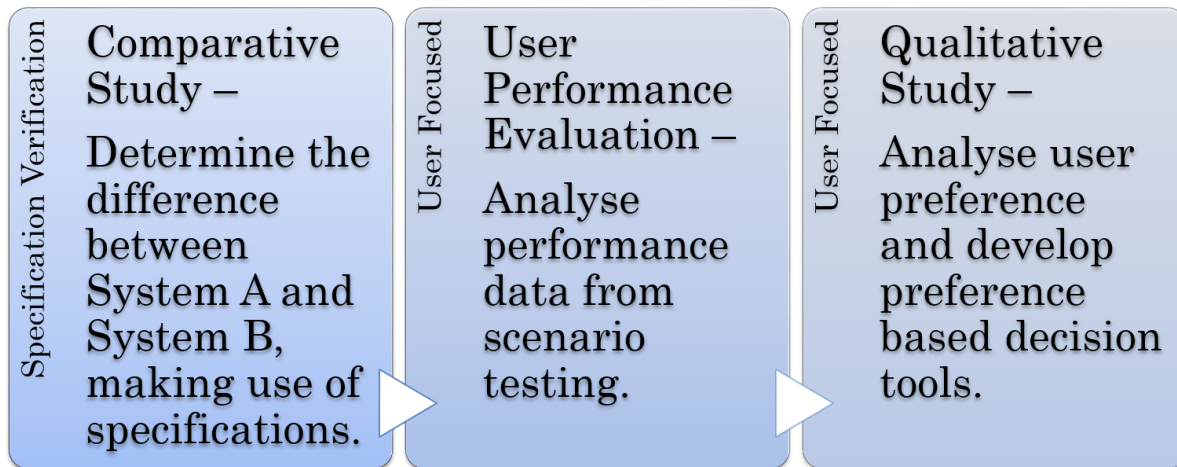 Specification Verification
Comparative
Study –
Determine the
difference
between
System A and
System B,
making use of
specifications.
User Focused
User
Performance
Evaluation –
Analyse
performance
data from
scenario
testing.
User Focused
Qualitative
Study –
Analyse user
preference
and develop
preference
based decision
tools.